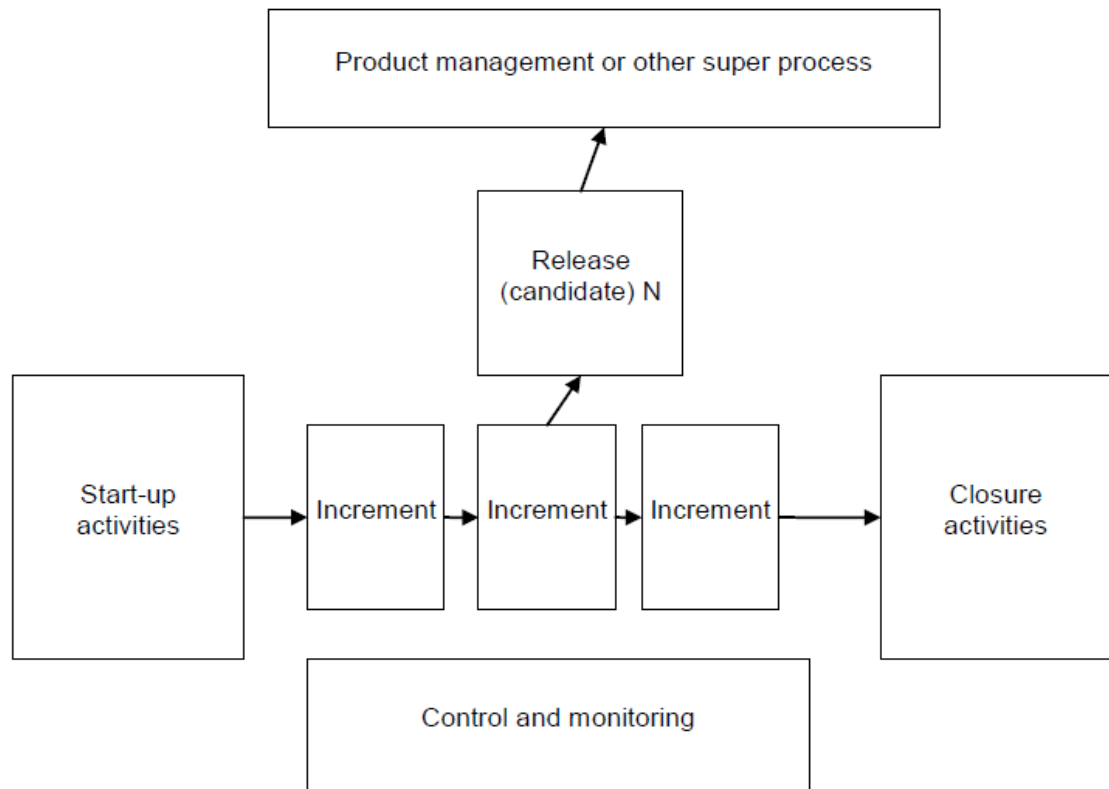 Product management or other super process
Release
(candidate) N
Start-up
activities
Increment
Increment
Increment
Closure
activities
Control and monitoring